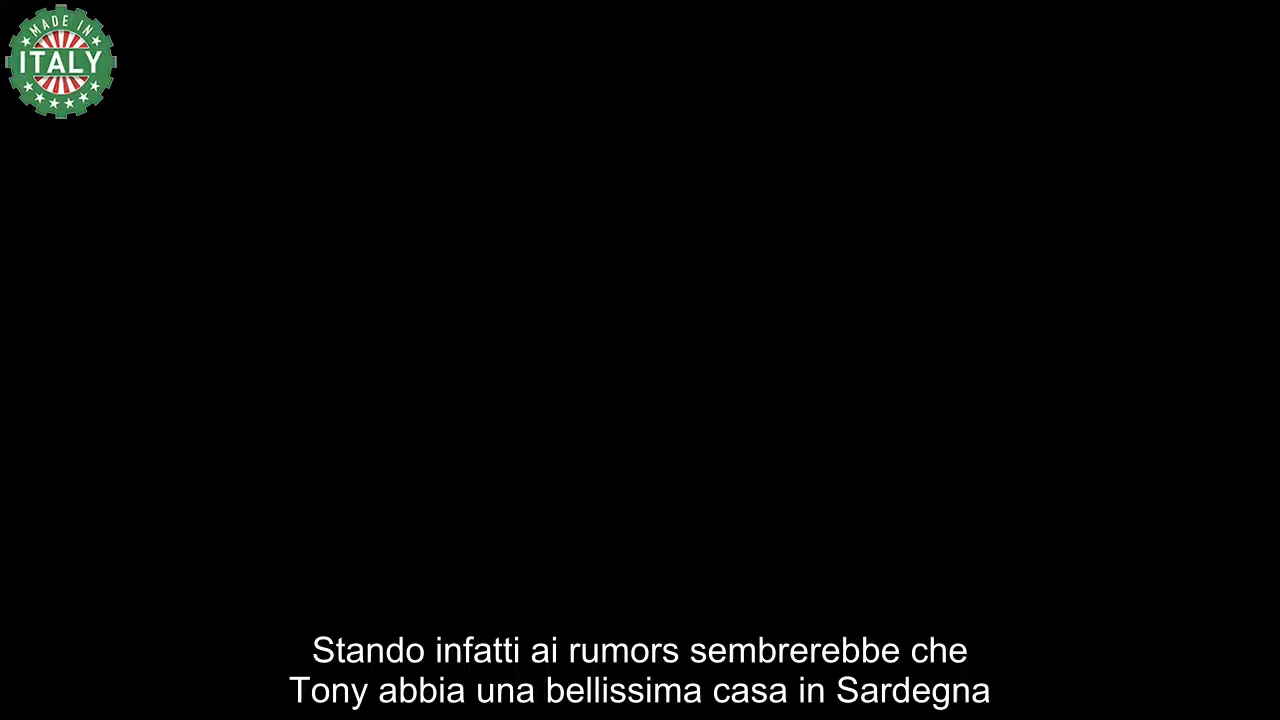 MADE IN
ITALY
Stando infatti ai rumors sembrerebbe che
Tony abbia una bellissima casa in Sardegna